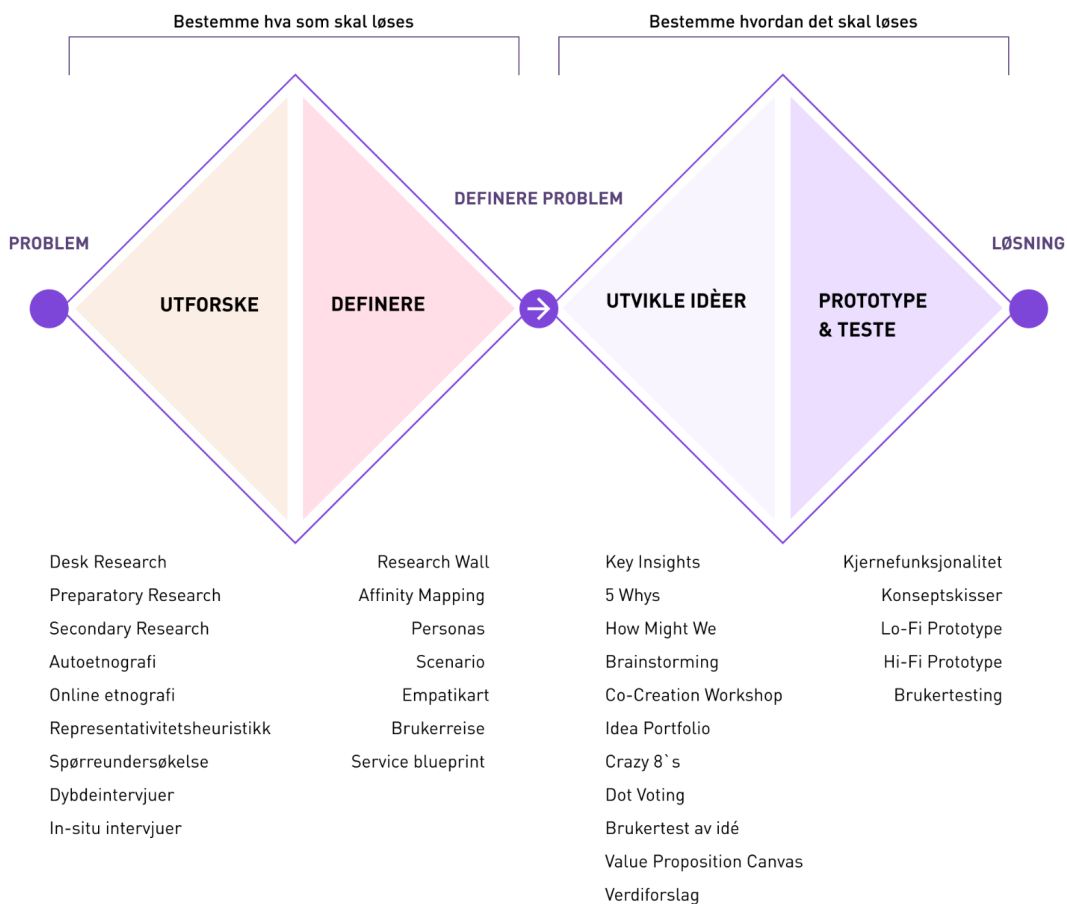 Bestemme hva som skal løses
Bestemme hvordan det skal løses
PROBLEM
DEFINERE PROBLEM
LØSNING
UTFORSKE
DEFINERE
UTVIKLE IDÈER
PROTOTYPE
& TESTE
Desk Research
Preparatory Research
Secondary Research
Autoetnografi
Online etnografi
Representativitetsheuristikk
Spørreundersøkelse
Dybdeintervjuer
In-situ intervjuer
Research Wall
Affinity Mapping
Personas
Scenario
Empatikart
Brukerreise
Service blueprint
Key Insights
5 Whys
How Might We
Brainstorming
Co-Creation Workshop
Idea Portfolio
Crazy 8`s
Dot Voting
Brukertest av idé
Value Proposition Canvas
Verdiforslag
Kjernefunksjonalitet
Konseptskisser
Lo-Fi Prototype
Hi-Fi Prototype
Brukertesting